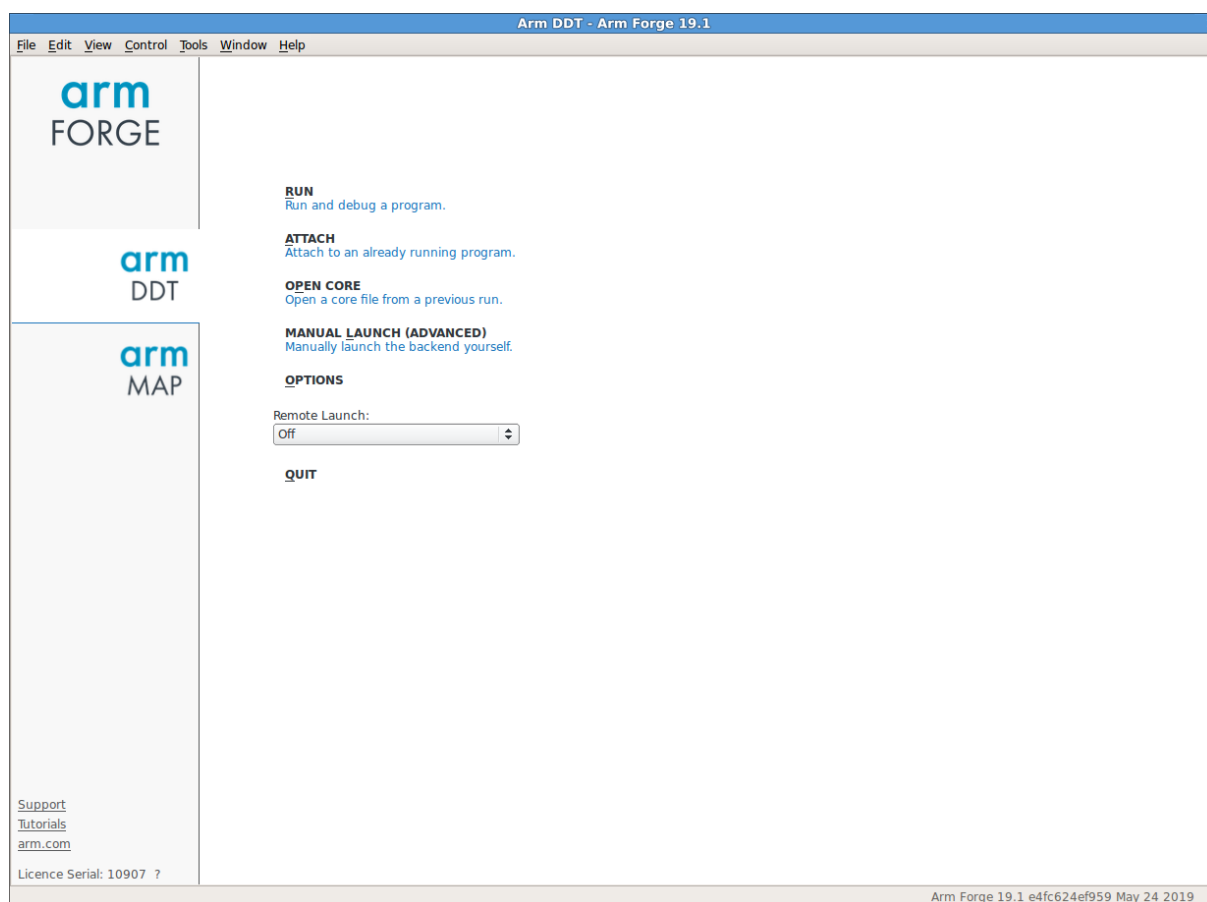 Arm DDT - Arm Forge 19.1
File Edit View Control Tools Window Help
arm
FORGE
arm
DDT
arm
MAP
RUN
Run and debug a program.
ATTACH
Attach to an already running program.
OPEN CORE
Open a core file from a previous run.
MANUAL LAUNCH (ADVANCED)
Manually launch the backend yourself.
OPTIONS
Remote Launch:
Off
QUIT
Support
Tutorials
arm.com
Licence Serial: 10907 ?
Arm Forge 19.1 e4fc624ef959 May 24 2019